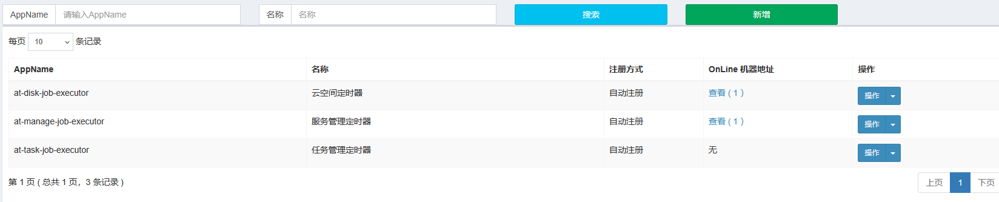 AppName 请输入AppName 名称 名称 搜索 新增
每页 10 条记录
AppName 名称 注册方式 OnLine 机器地址 操作
at-disk-job-executor 云空间定时器 自动注册 查看 ( 1 ) 操作
at-manage-job-executor 服务管理定时器 自动注册 查看 ( 1 ) 操作
at-task-job-executor 任务管理定时器 自动注册 无 操作
第 1 页 ( 总共 1 页，3 条记录 ) 上页 1 下页